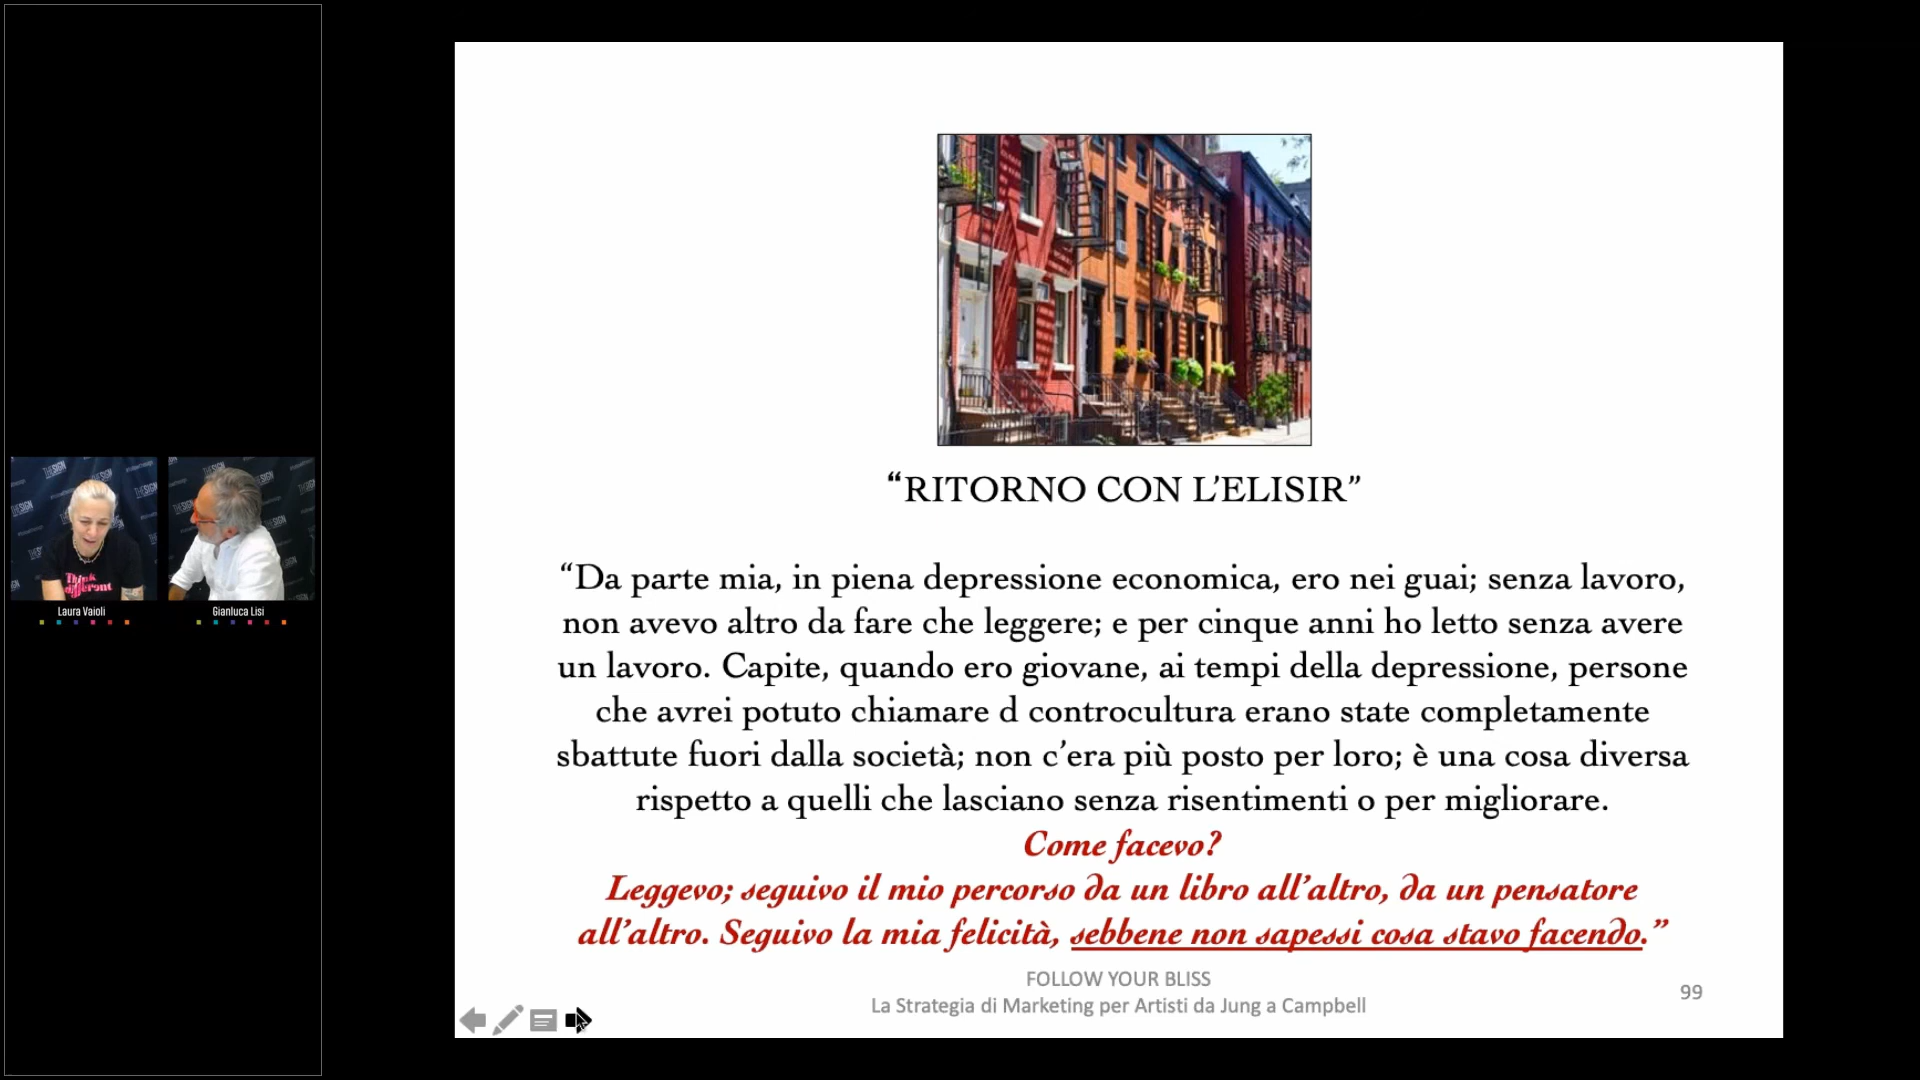 “RITORNO CON L’ELISIR”
“Da parte mia, in piena depressione economica, ero nei guai; senza lavoro,
non avevo altro da fare che leggere; e per cinque anni ho letto senza avere
un lavoro. Capite, quando ero giovane, ai tempi della depressione, persone
che avrei potuto chiamare d controcultura erano state completamente
sbattute fuori dalla società; non c’era più posto per loro; è una cosa diversa
rispetto a quelli che lasciano senza risentimenti o per migliorare.
Come facevo?
Leggevo; seguivo il mio percorso da un libro all’altro, da un pensatore
all’altro. Seguivo la mia felicità, sebbene non sapessi cosa stavo facendo.”
FOLLOW YOUR BLISS
La Strategia di Marketing per Artisti da Jung a Campbell
99
THESIGN
Think
different
Laura Vaioli
THESIGN
Gianluca Lisi